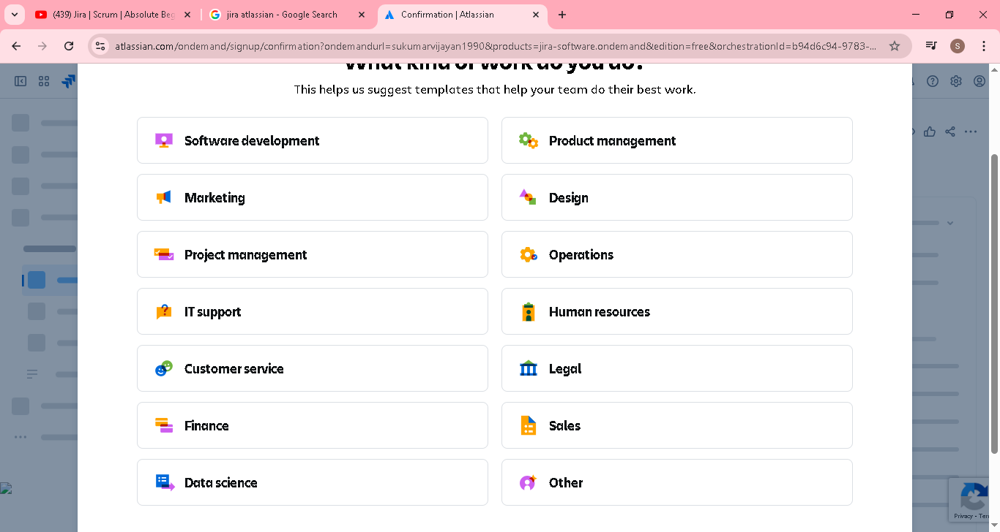 (439) Jira | Scrum | Absolute Beg
jira atlassian - Google Search
Confirmation | Atlassian
atlassian.com/ondemand/signup/confirmation?ondemandurl=sukumarvijayan1990&products=jira-software.ondemand&edition=free&orchestrationId=b94d6c94-9783-...
S
What kind of work do you do?
This helps us suggest templates that help your team do their best work.
Software development
Product management
Marketing
Design
Project management
Operations
IT support
Human resources
Customer service
Legal
Finance
Sales
Data science
Other
Privacy - Ter